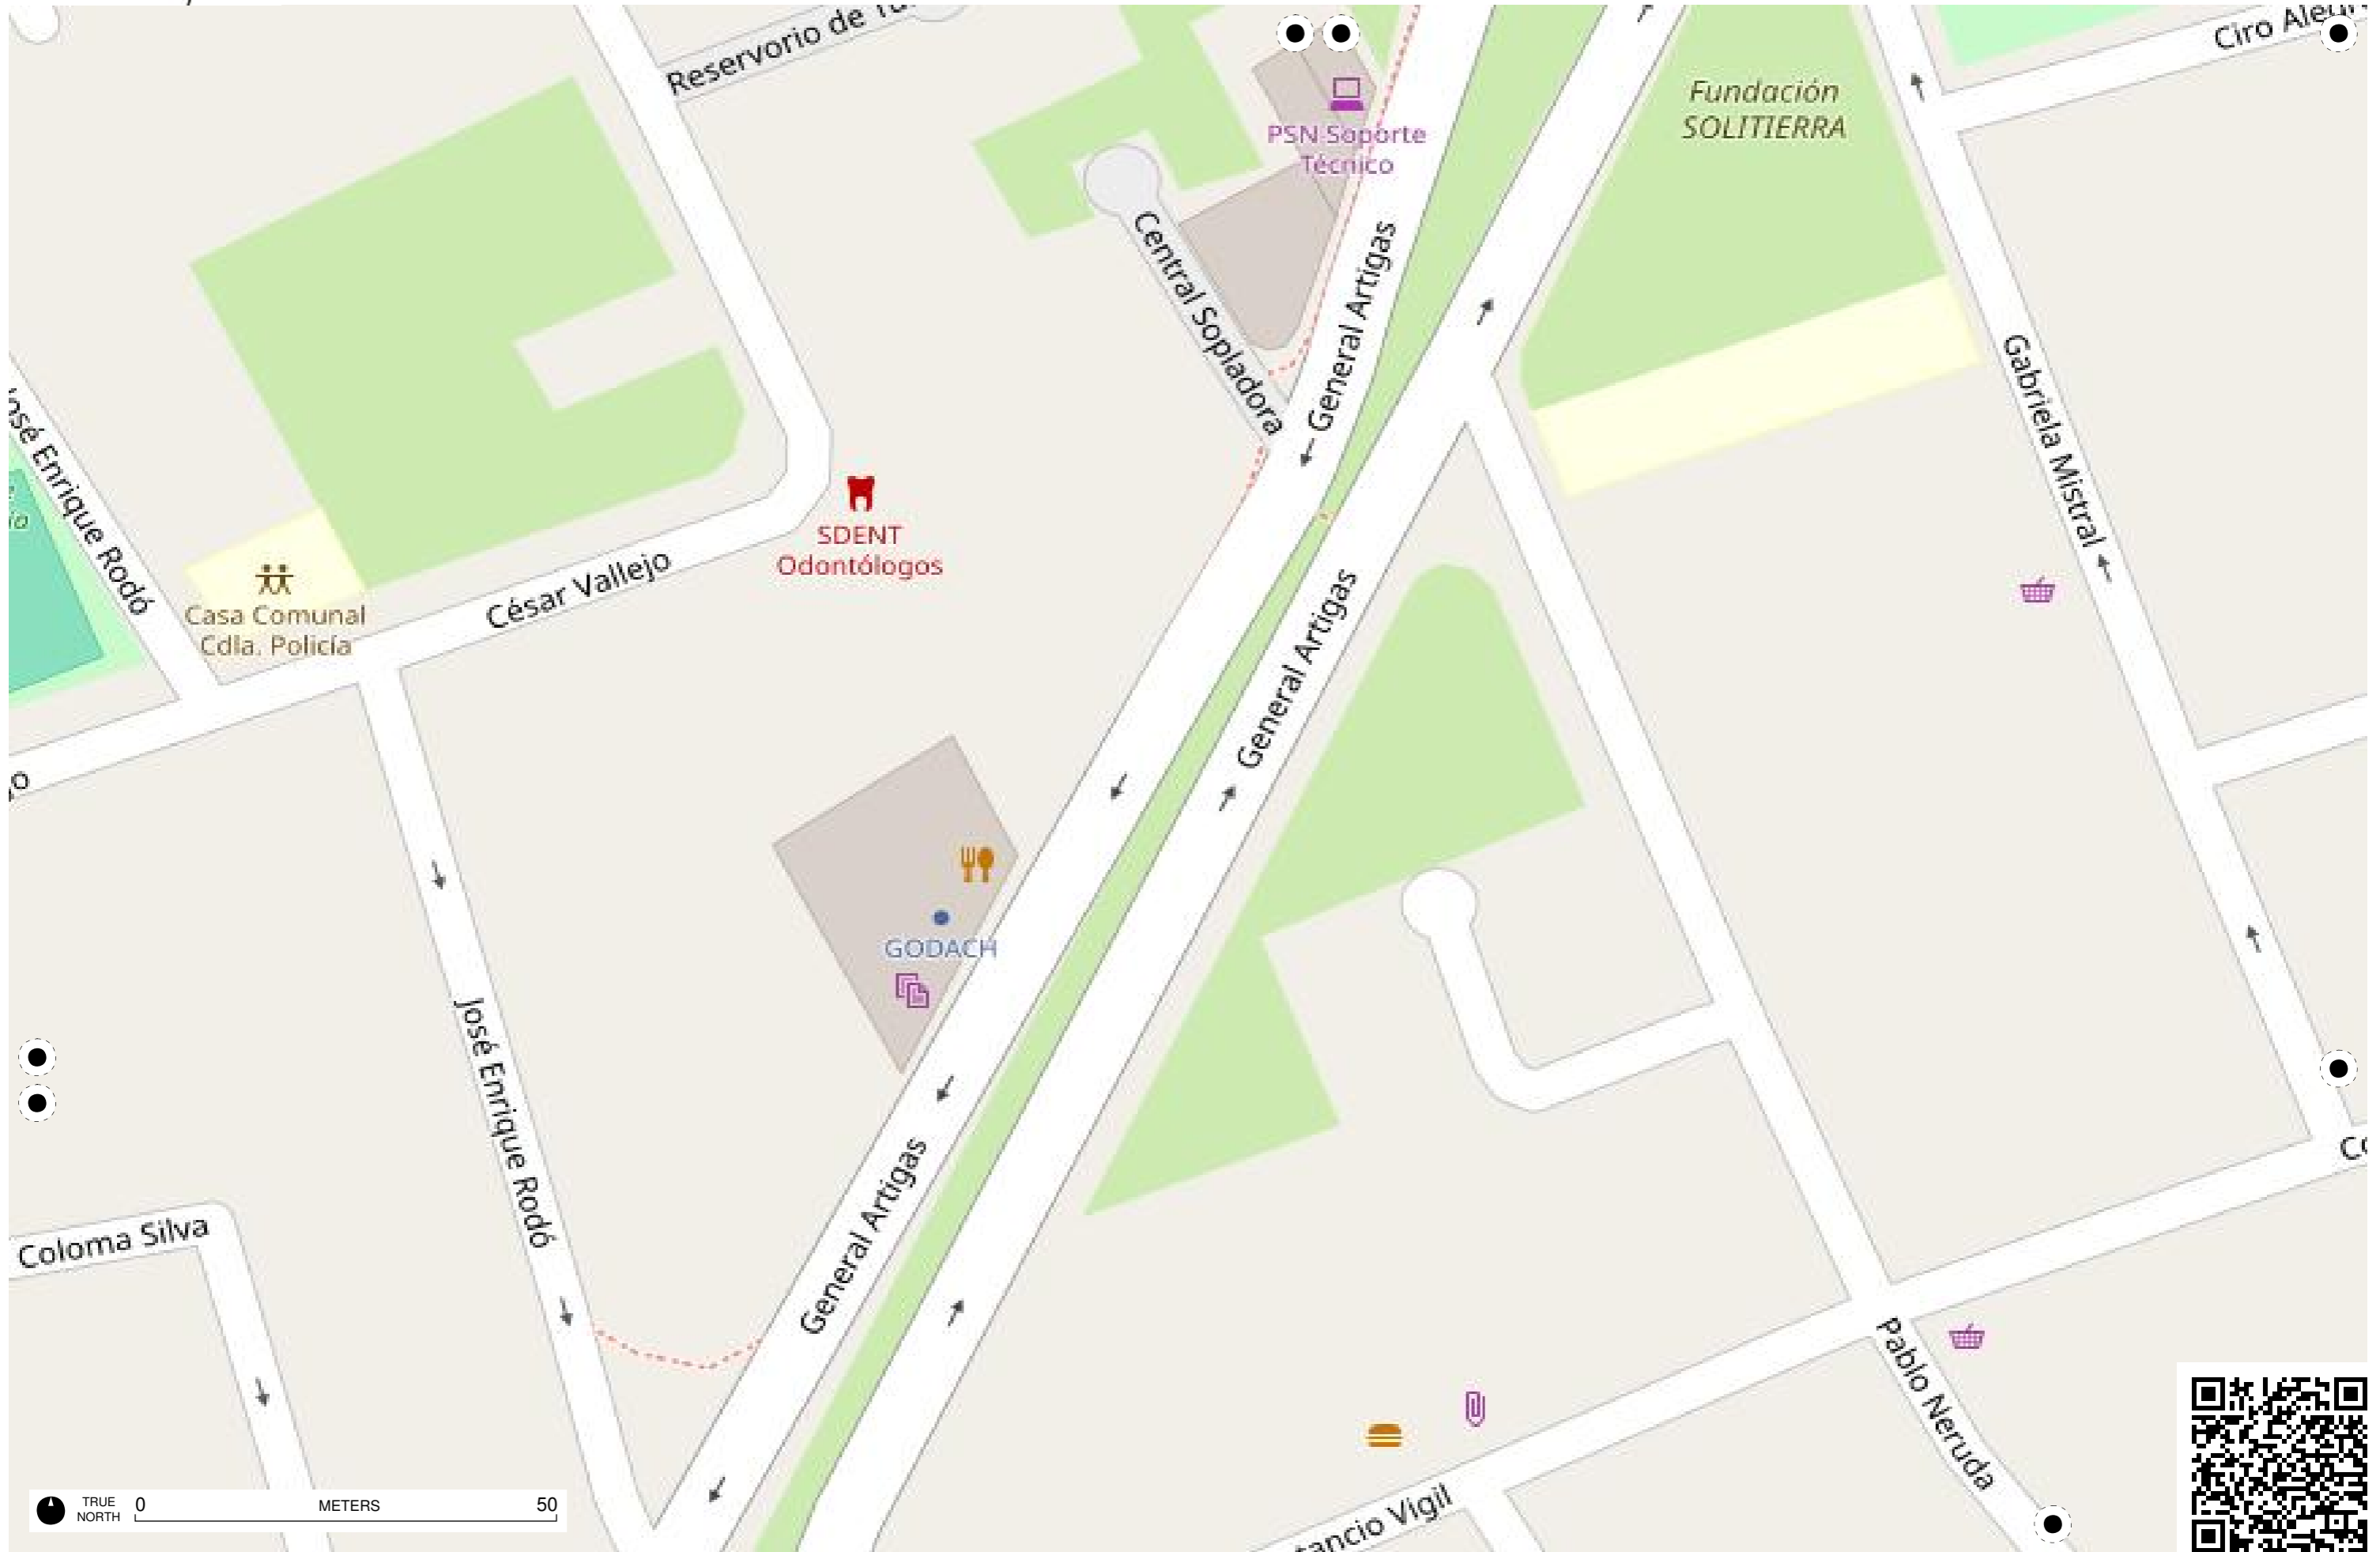 Reservorio de
Ciro
Fundación
SOLITIERRA
PSN Soporte
Técnico
Central Sopladora
General Artigas
Gabriela Mistral
José Enrique Rodó
SDENT
Odontólogos
César Vallejo
Casa Comunal
Cdla. Policía
General Artigas
GODACH
José Enrique Rodó
General Artigas
Coloma Silva
Pablo Neruda
Vigil
TRUE
NORTH
0 METERS 50